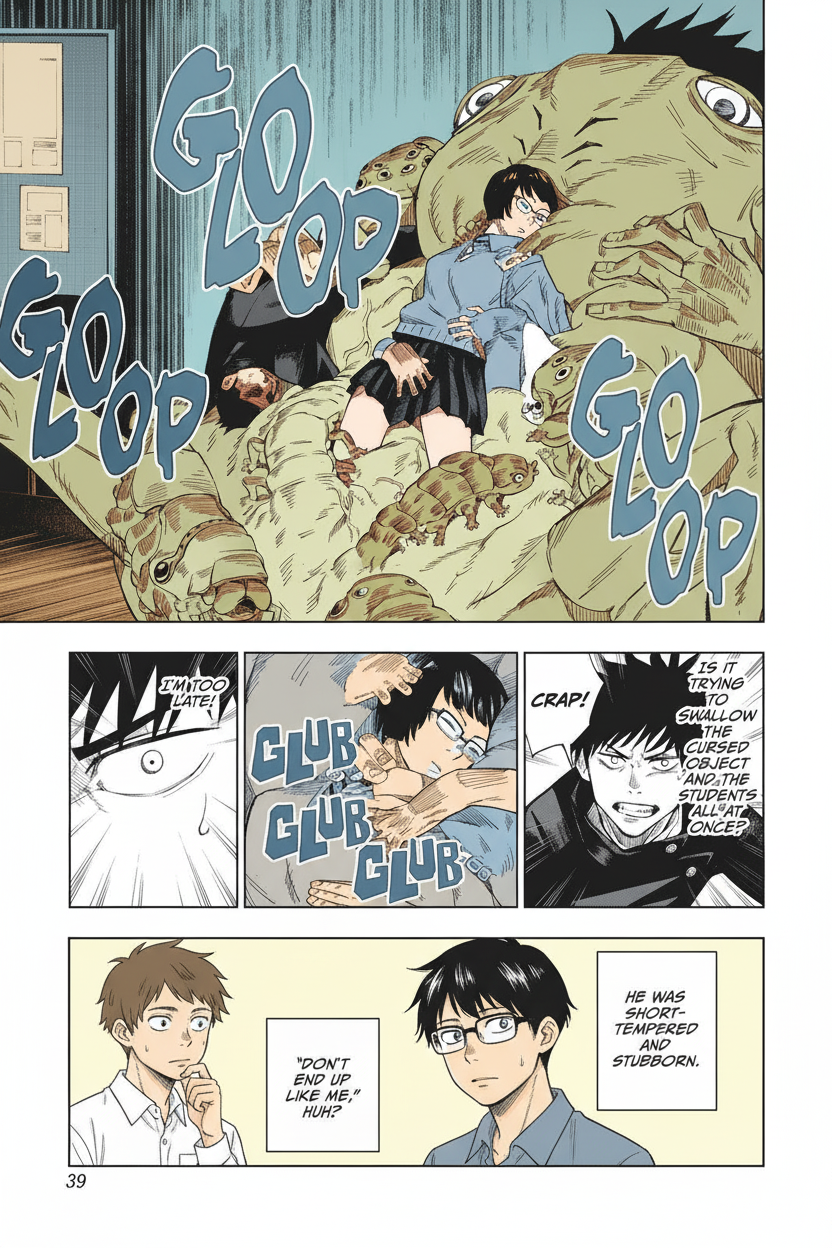 GLOOP
GLOOP
GLOOP
IS IT
TRYING
TO
SWALLOW
THE
CURSED
OBJECT
AND THE
STUDENTS
ALL AT
ONCE?
CRAP!
GLUB
GLUB
GLUB
I'M TOO
LATE!
HE WAS
SHORT-
TEMPERED
AND
STUBBORN.
"DON'T
END UP
LIKE ME,"
HUH?
39